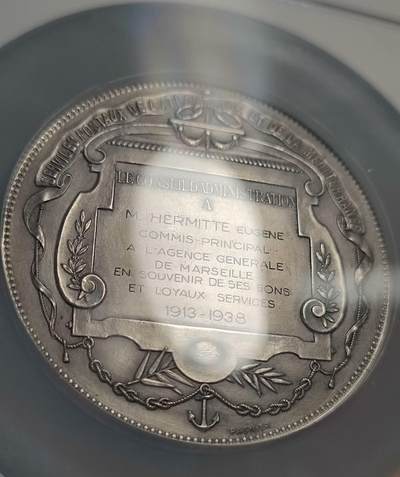 LE CONSEIL D'ADMINISTRATION
A
M. HERMITTE EUGENE
COMMIS PRINCIPAL
A L'AGENCE GENERALE
DE MARSEILLE
EN SOUVENIR DE SES BONS
ET LOYAUX SERVICES.
1913-1938